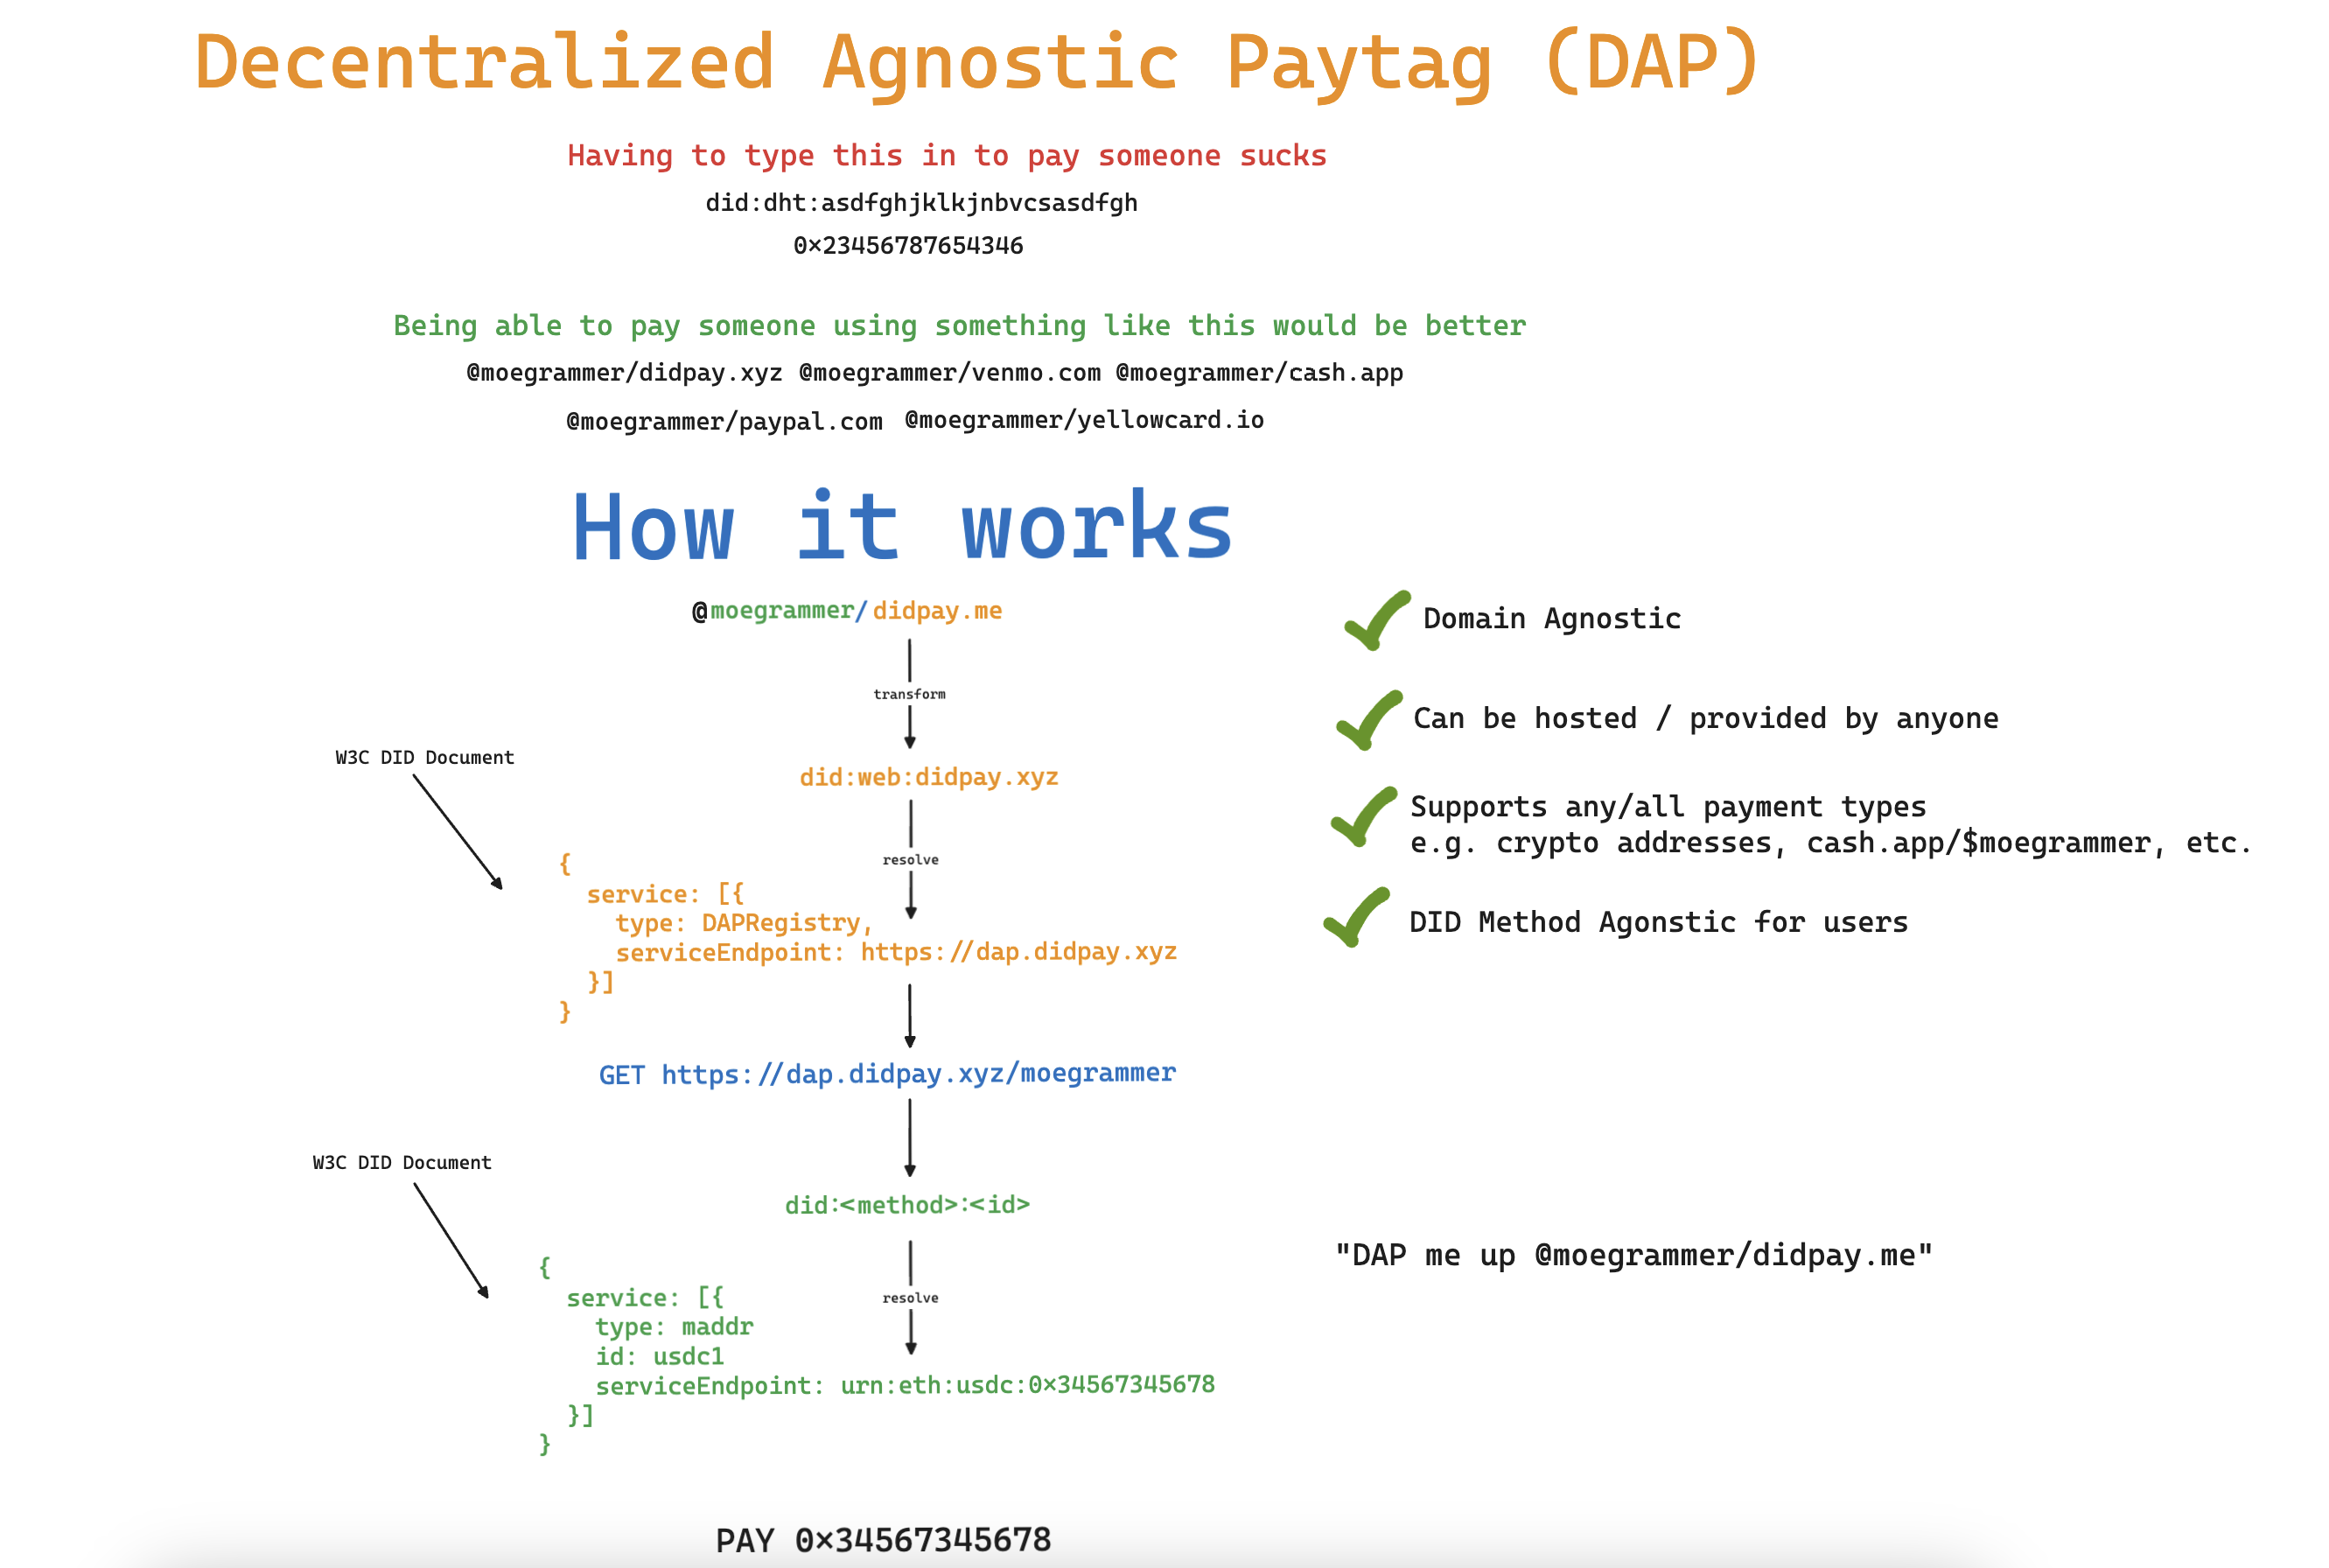 Decentralized Agnostic Paytag (DAP)
Having to type this in to pay someone sucks
did:dht:asdfghjklkjnbvcsasdfgh
0×23456787654346
Being able to pay someone using something like this would be better
@moegrammer/didpay.xyz @moegrammer/venmo.com @moegrammer/cash.app
@moegrammer/paypal.com @moegrammer/yellowcard.io
How it works
@moegrammer/didpay.me
transform
did:web:didpay.xyz
W3C DID Document
resolve
{
service: [{
type: DAPRegistry,
serviceEndpoint: https://dap.didpay.xyz
}]
}
GET https://dap.didpay.xyz/moegrammer
did:<method>:<id>
W3C DID Document
resolve
{
service: [{
type: maddr
id: usdc1
serviceEndpoint: urn:eth:usdc:0×34567345678
}]
}
PAY 0×34567345678
Domain Agnostic
Can be hosted / provided by anyone
Supports any/all payment types
e.g. crypto addresses, cash.app/$moegrammer, etc.
DID Method Agonstic for users
"DAP me up @moegrammer/didpay.me"